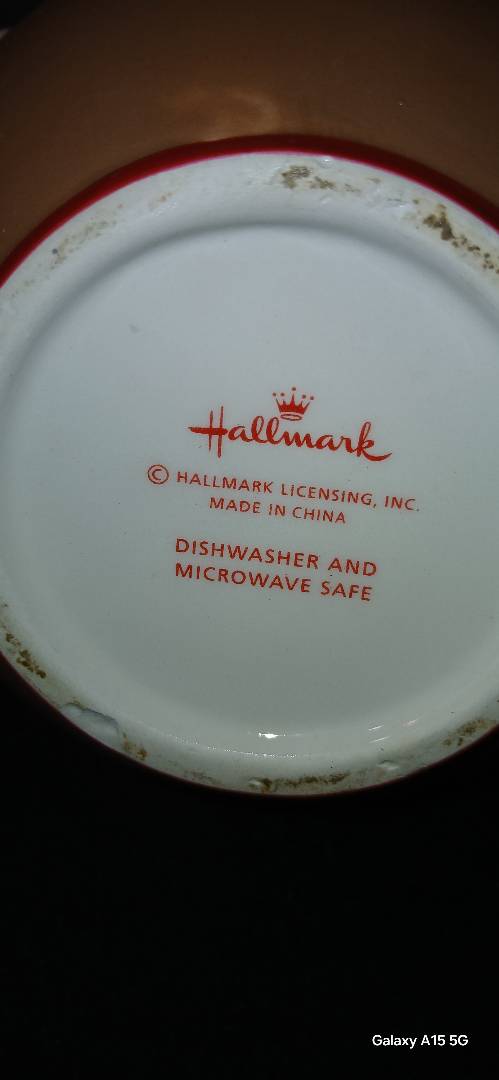 Hallmark
© HALLMARK LICENSING, INC.
MADE IN CHINA
DISHWASHER AND
MICROWAVE SAFE
Galaxy A15 5G